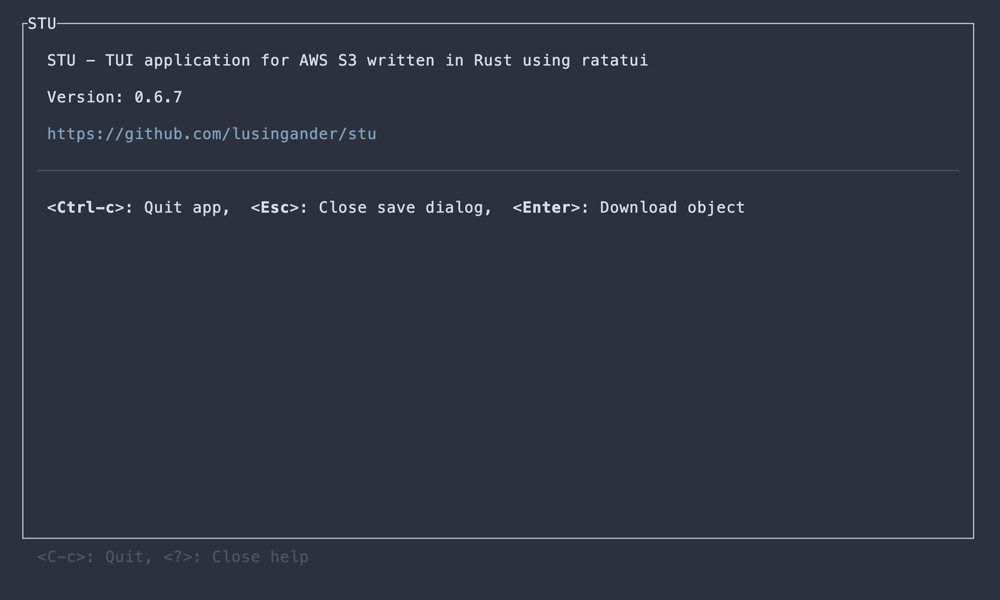 STU
STU – TUI application for AWS S3 written in Rust using ratatui
Version: 0.6.7
https://github.com/lusingander/stu
<Ctrl-c>: Quit app,  <Esc>: Close save dialog,  <Enter>: Download object
<C-c>: Quit, <?>: Close help